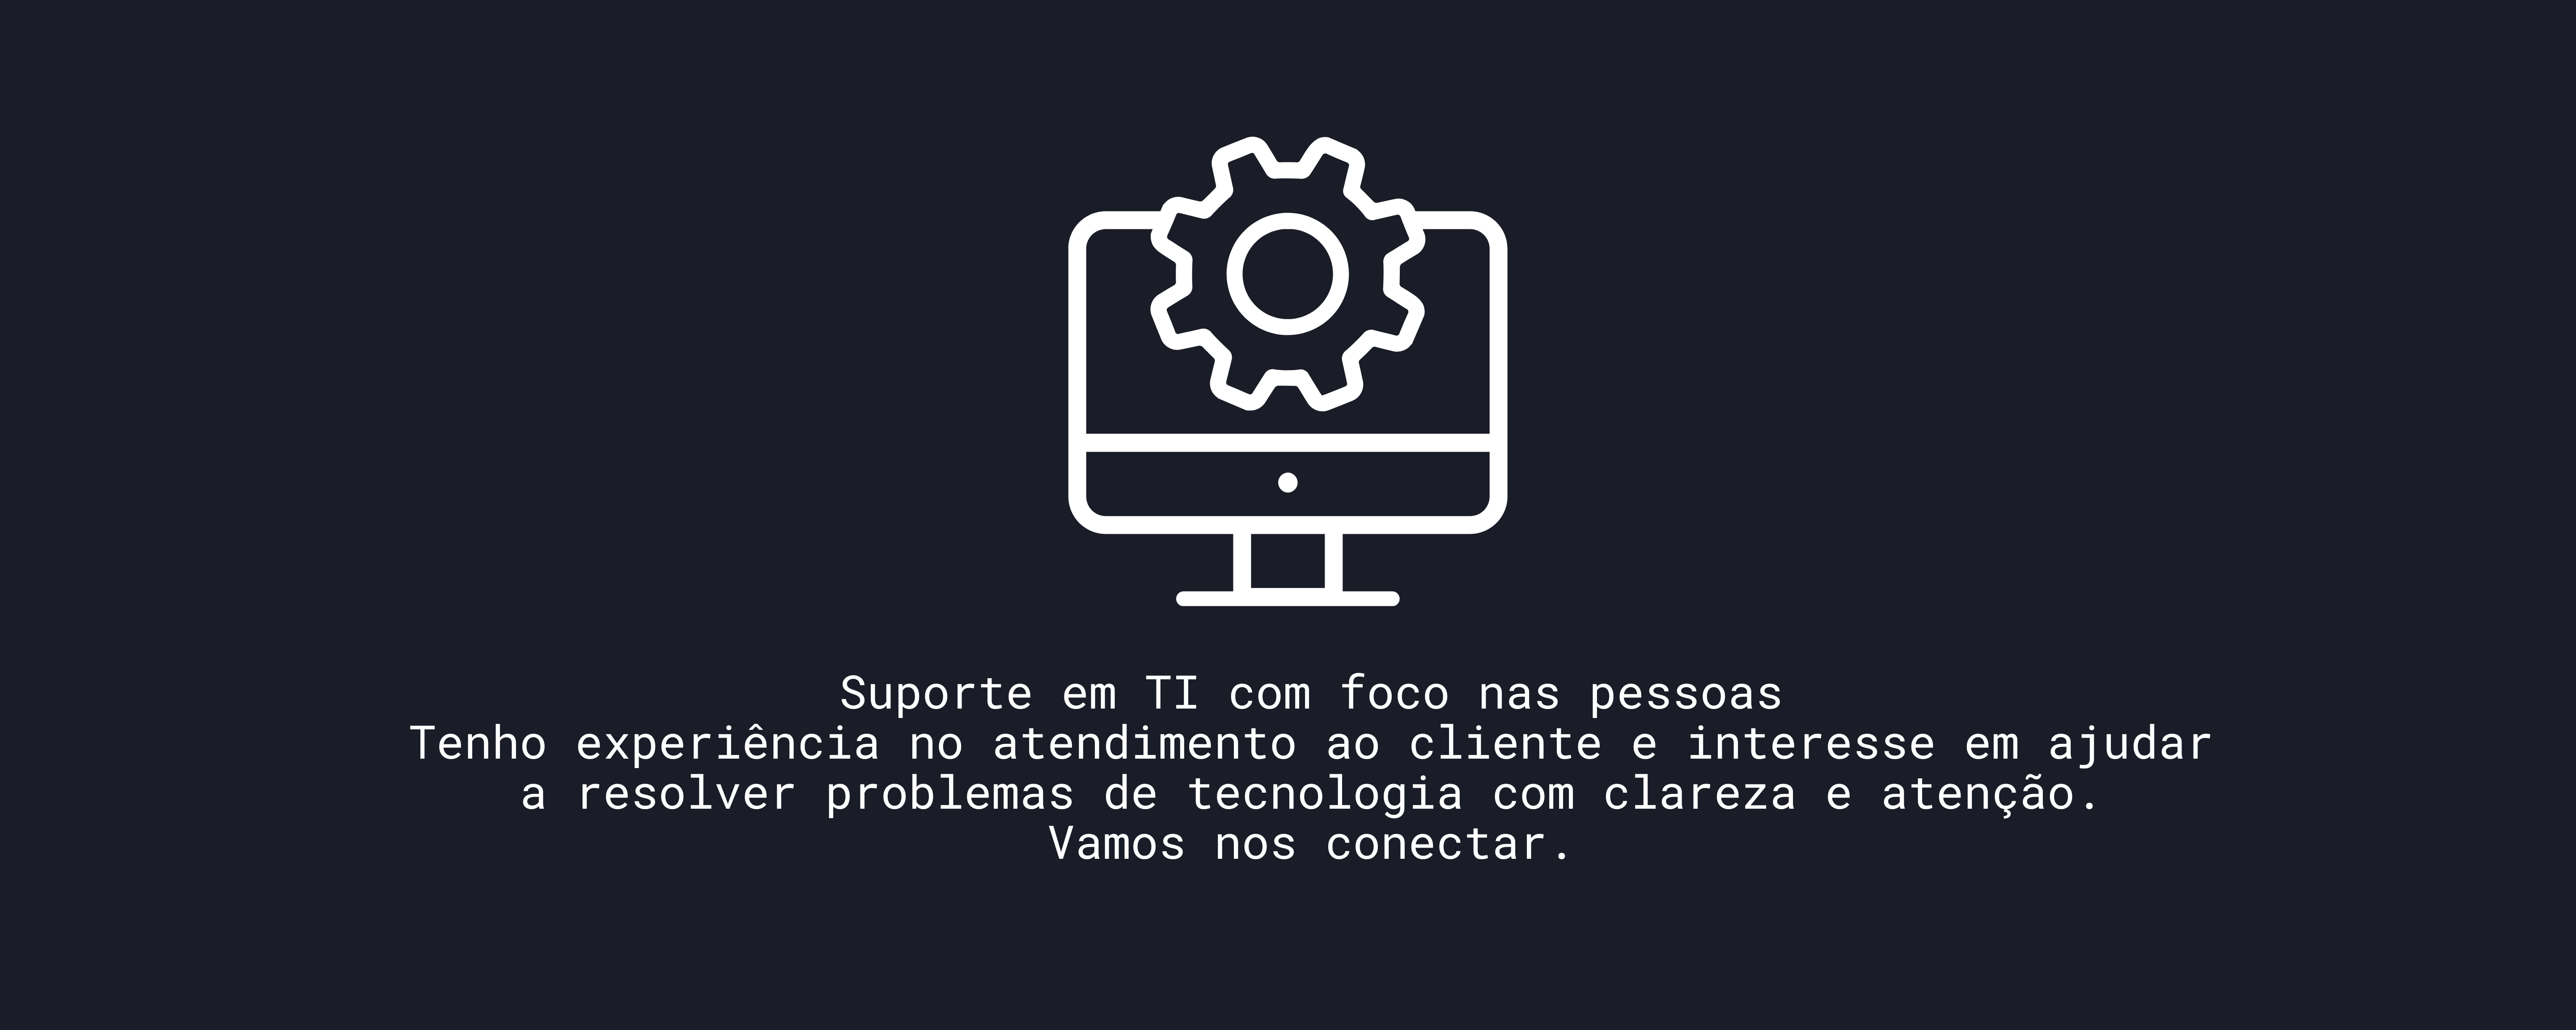 Suporte em TI com foco nas pessoas
Tenho experiência no atendimento ao cliente e interesse em ajudar
a resolver problemas de tecnologia com clareza e atenção.
Vamos nos conectar.